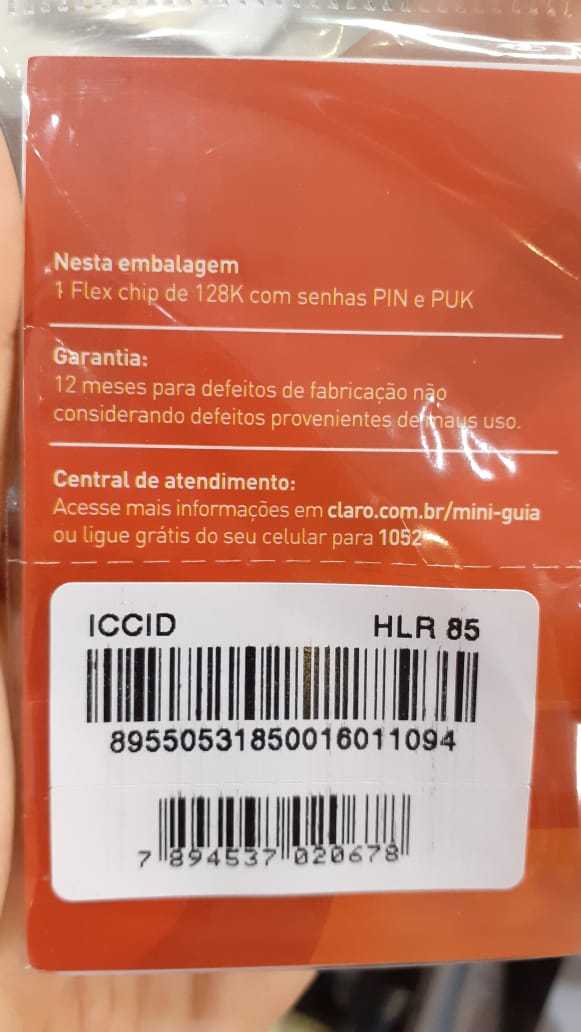 Nesta embalagem
1 Flex chip de 128K com senhas PIN e PUK
Garantia:
12 meses para defeitos de fabricação não
considerando defeitos provenientes de maus uso.
Central de atendimento:
Acesse mais informações em claro.com.br/mini-guia
ou ligue grátis do seu celular para 1052
ICCID HLR 85
89550531850016011094
7 894537 020678